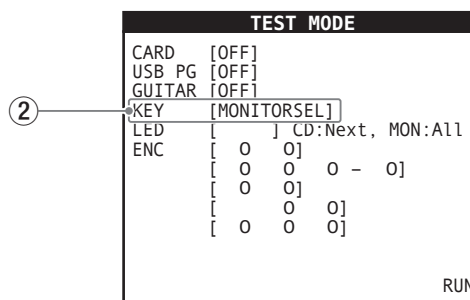 TEST MODE
CARD [OFF]
USB PG [OFF]
GUITAR [OFF]
② KEY [MONITORSEL]
LED [ ] CD:Next, MON:All
ENC [ O O]
[ O O O – O]
[ O O]
[ O O]
[ O O O]
RUN